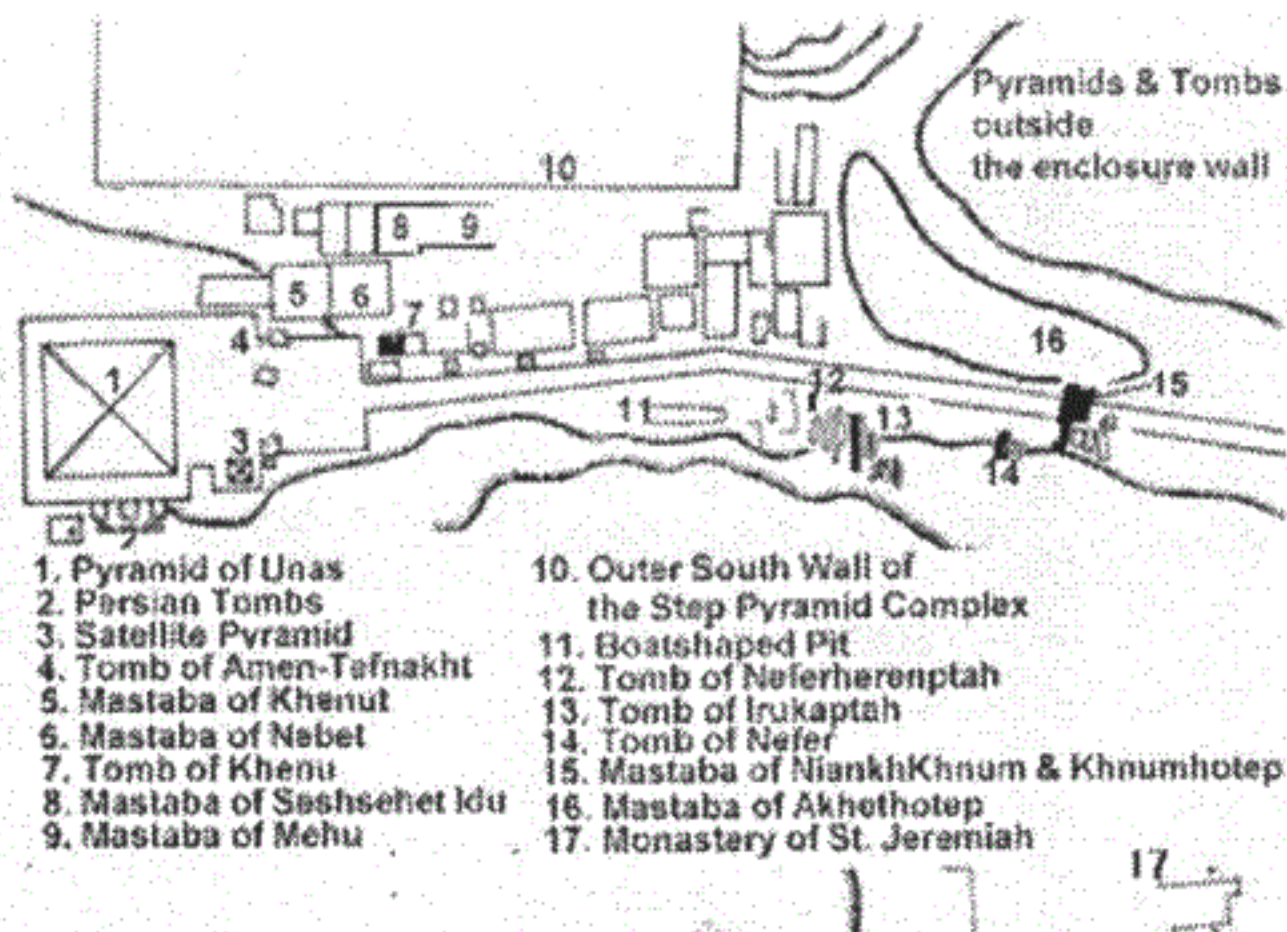 Pyramids & Tombs
outside
the enclosure wall
10
8 9
5 6
7
4
1
16
12
15
11
13
3
14
2
1. Pyramid of Unas
2. Persian Tombs
3. Satellite Pyramid
4. Tomb of Amen-Tefnakht
5. Mastaba of Khenut
6. Mastaba of Nebet
7. Tomb of Khenu
8. Mastaba of Seshsehet Idu
9. Mastaba of Mehu
10. Outer South Wall of
the Step Pyramid Complex
11. Boatshaped Pit
12. Tomb of Neferherenptah
13. Tomb of Irukaptah
14. Tomb of Nefer
15. Mastaba of NiankhKhnum & Khnumhotep
16. Mastaba of Akhethotep
17. Monastery of St. Jeremiah
17